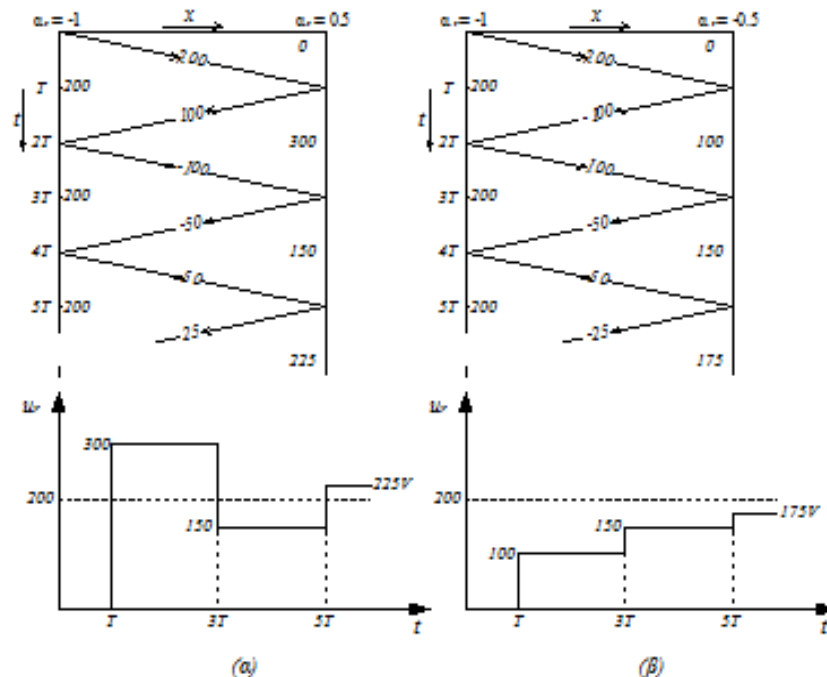 αᵣ = -1 X αᵣ = 0.5
0
200
T 200
t
100
2T 300
-100
3T 200
-50
4T 150
50
5T 200
-25
225
uᵣ
300
225V
200
150
T 3T 5T t
(α)
αᵣ = -1 X αᵣ = -0.5
0
200
T 200
t
-100
2T 100
100
3T 200
-50
4T 150
50
5T 200
-25
175
uᵣ
200
175V
150
100
T 3T 5T t
(β)